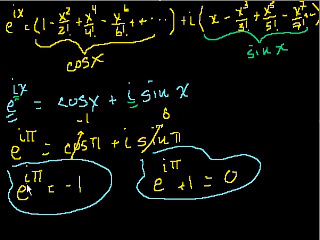 e^{ix} = (1 - x²/2! + x⁴/4! - x⁶/6! + ⋯) + i(x - x³/3! + x⁵/5! - x⁷/7! ⋯
cos x sin x
e^{ix} = cos x + i sin x
-1 0
e^{iπ} = cos π + i sin π
e^{iπ} = -1 e^{iπ} + 1 = 0